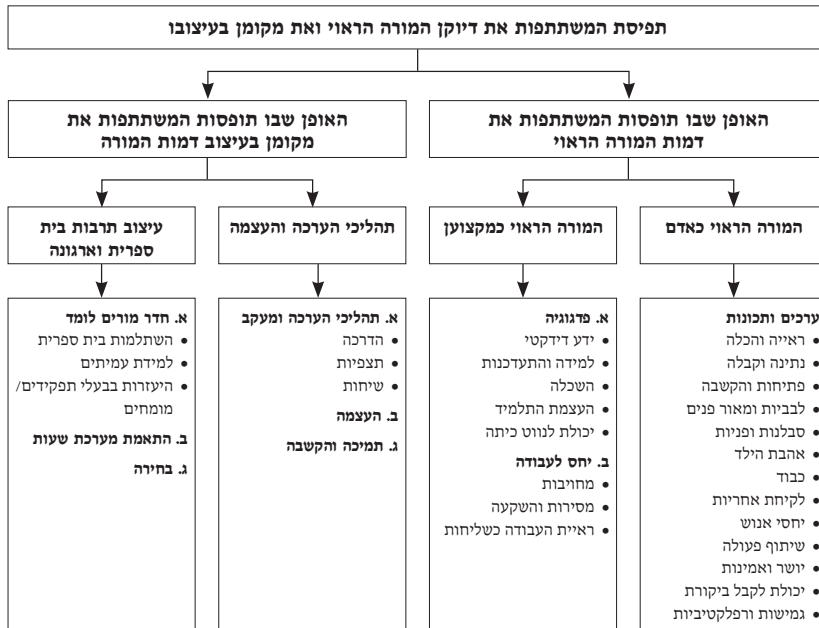 תפיסת המשתתפות את דיוקן המורה הראוי ואת מקומן בעיצובו
האופן שבו תופסות המשתתפות את
דמות המורה הראוי
האופן שבו תופסות המשתתפות את
מקומן בעיצוב דמות המורה
המורה הראוי כאדם
המורה הראוי כמקצוען
תהליכי הערכה והעצמה
עיצוב תרבות בית
ספרית וארגונה
ערכים ותכונות
• ראייה והכלה
• נתינה וקבלה
• פתיחות והקשבה
• לבביות ומאור פנים
• סבלנות ופניות
• אהבת הילד
• כבוד
• לקיחת אחריות
• יחסי אנוש
• שיתוף פעולה
• יושר ואמינות
• יכולת לקבל ביקורת
• גמישות ורפלקטיביות
א. פדגוגיה
• ידע דידקטי
• למידה והתעדכנות
• השכלה
• העצמת התלמיד
• יכולת לנווט כיתה
ב. יחס לעבודה
• מחויבות
• מסירות והשקעה
• ראיית העבודה כשליחות
א. תהליכי הערכה ומעקב
• הדרכה
• תצפיות
• שיחות
ב. העצמה
ג. תמיכה והקשבה
א. חדר מורים לומד
• השתלמות בית ספרית
• למידת עמיתים
• היעזרות בבעלי תפקידים/
מומחים
ב. התאמת מערכת שעות
ג. בחירה